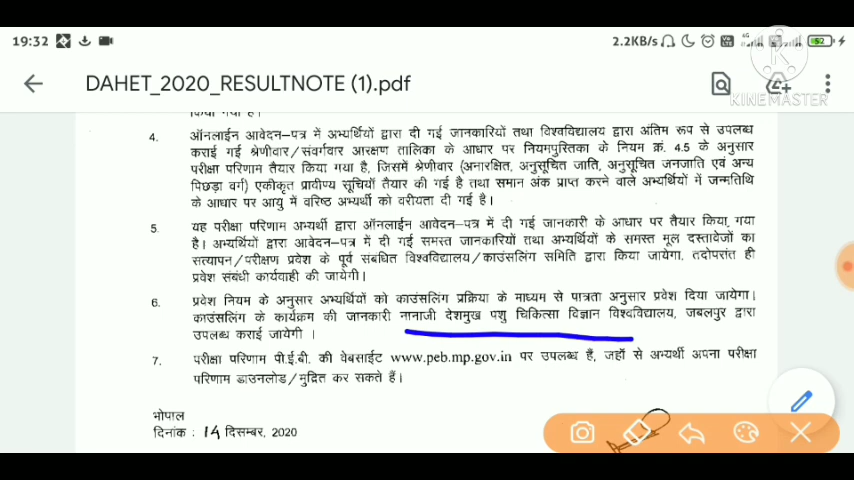 19:32 2.2KB/s 4G 52
KINEMASTER
DAHET_2020_RESULTNOTE (1).pdf
किया गया है।
4. ऑनलाईन आवेदन–पत्र में अभ्यर्थियों द्वारा दी गई जानकारियों तथा विश्वविद्यालय द्वारा अंतिम रूप से उपलब्ध
कराई गई श्रेणीवार/संवर्गवार आरक्षण तालिका के आधार पर नियमपुस्तिका के नियम क्र. 4.5 के अनुसार
परीक्षा परिणाम तैयार किया गया है, जिसमें श्रेणीवार (अनारक्षित, अनुसूचित जाति, अनुसूचित जनजाति एवं अन्य
पिछड़ा वर्ग) एकीकृत प्रावीण्य सूचियाँ तैयार की गई है तथा समान अंक प्राप्त करने वाले अभ्यर्थियों में जन्मतिथि
के आधार पर आयु में वरिष्ठ अभ्यर्थी को वरीयता दी गई है।
5. यह परीक्षा परिणाम अभ्यर्थी द्वारा ऑनलाईन आवेदन–पत्र में दी गई जानकारी के आधार पर तैयार किया गया
है। अभ्यर्थियों द्वारा आवेदन–पत्र में दी गई समस्त जानकारियों तथा अभ्यर्थियों के समस्त मूल दस्तावेजों का
सत्यापन/परीक्षण प्रवेश के पूर्व संबंधित विश्वविद्यालय/काउंसलिंग समिति द्वारा किया जायेगा, तदोपरांत ही
प्रवेश संबंधी कार्यवाही की जायेगी।
6. प्रवेश नियम के अनुसार अभ्यर्थियों को काउंसलिंग प्रक्रिया के माध्यम से पात्रता अनुसार प्रवेश दिया जायेगा।
काउंसलिंग के कार्यक्रम की जानकारी नानाजी देशमुख पशु चिकित्सा विज्ञान विश्वविद्यालय, जबलपुर द्वारा
उपलब्ध कराई जावेगी ।
7. परीक्षा परिणाम पी.ई.बी. की वेबसाईट www.peb.mp.gov.in पर उपलब्ध हैं, जहाँ से अभ्यर्थी अपना परीक्षा
परिणाम डाउनलोड/मुद्रित कर सकते हैं।
भोपाल
दिनांक : 14 दिसम्बर, 2020